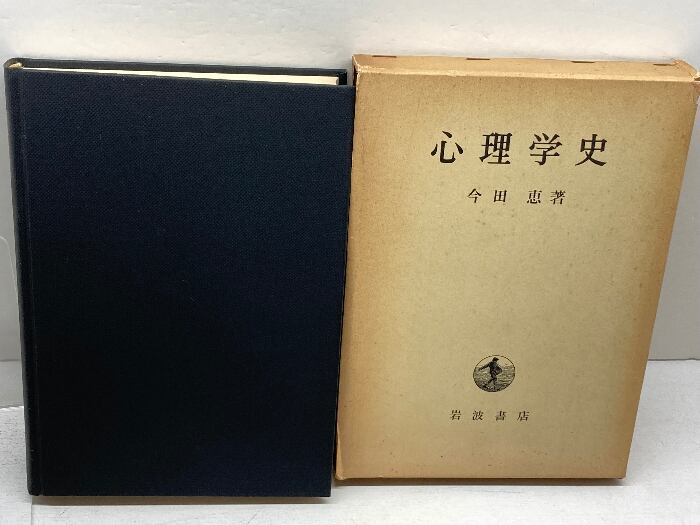 心理学史
今田 恵著
岩波書店